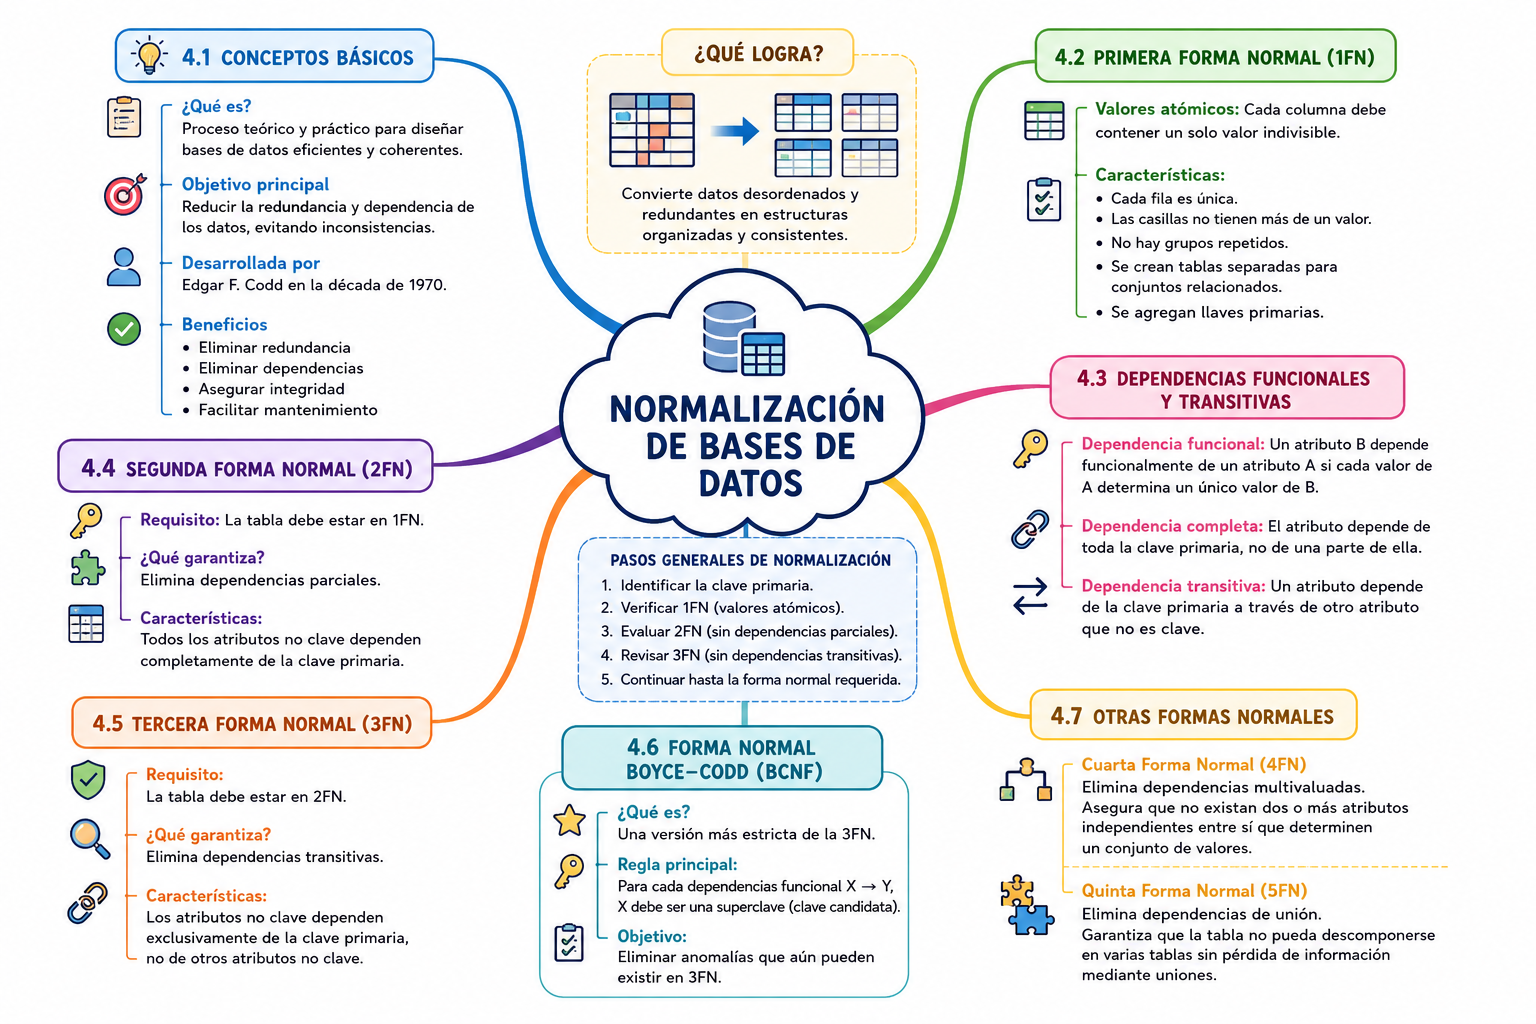 4.1 CONCEPTOS BÁSICOS
¿Qué es?
Proceso teórico y práctico para diseñar
bases de datos eficientes y coherentes.
Objetivo principal
Reducir la redundancia y dependencia de
los datos, evitando inconsistencias.
Desarrollada por
Edgar F. Codd en la década de 1970.
Beneficios
• Eliminar redundancia
• Eliminar dependencias
• Asegurar integridad
• Facilitar mantenimiento
¿QUÉ LOGRA?
Convierte datos desordenados y
redundantes en estructuras
organizadas y consistentes.
4.2 PRIMERA FORMA NORMAL (1FN)
Valores atómicos: Cada columna debe
contener un solo valor indivisible.
Características:
• Cada fila es única.
• Las casillas no tienen más de un valor.
• No hay grupos repetidos.
• Se crean tablas separadas para
conjuntos relacionados.
• Se agregan llaves primarias.
NORMALIZACIÓN
DE BASES DE
DATOS
4.3 DEPENDENCIAS FUNCIONALES
Y TRANSITIVAS
Dependencia funcional: Un atributo B depende
funcionalmente de un atributo A si cada valor de
A determina un único valor de B.
Dependencia completa: El atributo depende de
toda la clave primaria, no de una parte de ella.
Dependencia transitiva: Un atributo depende
de la clave primaria a través de otro atributo
que no es clave.
4.4 SEGUNDA FORMA NORMAL (2FN)
Requisito: La tabla debe estar en 1FN.
¿Qué garantiza?
Elimina dependencias parciales.
Características:
Todos los atributos no clave dependen
completamente de la clave primaria.
PASOS GENERALES DE NORMALIZACIÓN
1. Identificar la clave primaria.
2. Verificar 1FN (valores atómicos).
3. Evaluar 2FN (sin dependencias parciales).
4. Revisar 3FN (sin dependencias transitivas).
5. Continuar hasta la forma normal requerida.
4.5 TERCERA FORMA NORMAL (3FN)
Requisito:
La tabla debe estar en 2FN.
¿Qué garantiza?
Elimina dependencias transitivas.
Características:
Los atributos no clave dependen
exclusivamente de la clave primaria,
no de otros atributos no clave.
4.6 FORMA NORMAL
BOYCE–CODD (BCNF)
¿Qué es?
Una versión más estricta de la 3FN.
Regla principal:
Para cada dependencias funcional X → Y,
X debe ser una superclave (clave candidata).
Objetivo:
Eliminar anomalías que aún pueden
existir en 3FN.
4.7 OTRAS FORMAS NORMALES
Cuarta Forma Normal (4FN)
Elimina dependencias multivaluadas.
Asegura que no existan dos o más atributos
independientes entre sí que determinen
un conjunto de valores.
Quinta Forma Normal (5FN)
Elimina dependencias de unión.
Garantiza que la tabla no pueda descomponerse
en varias tablas sin pérdida de información
mediante uniones.